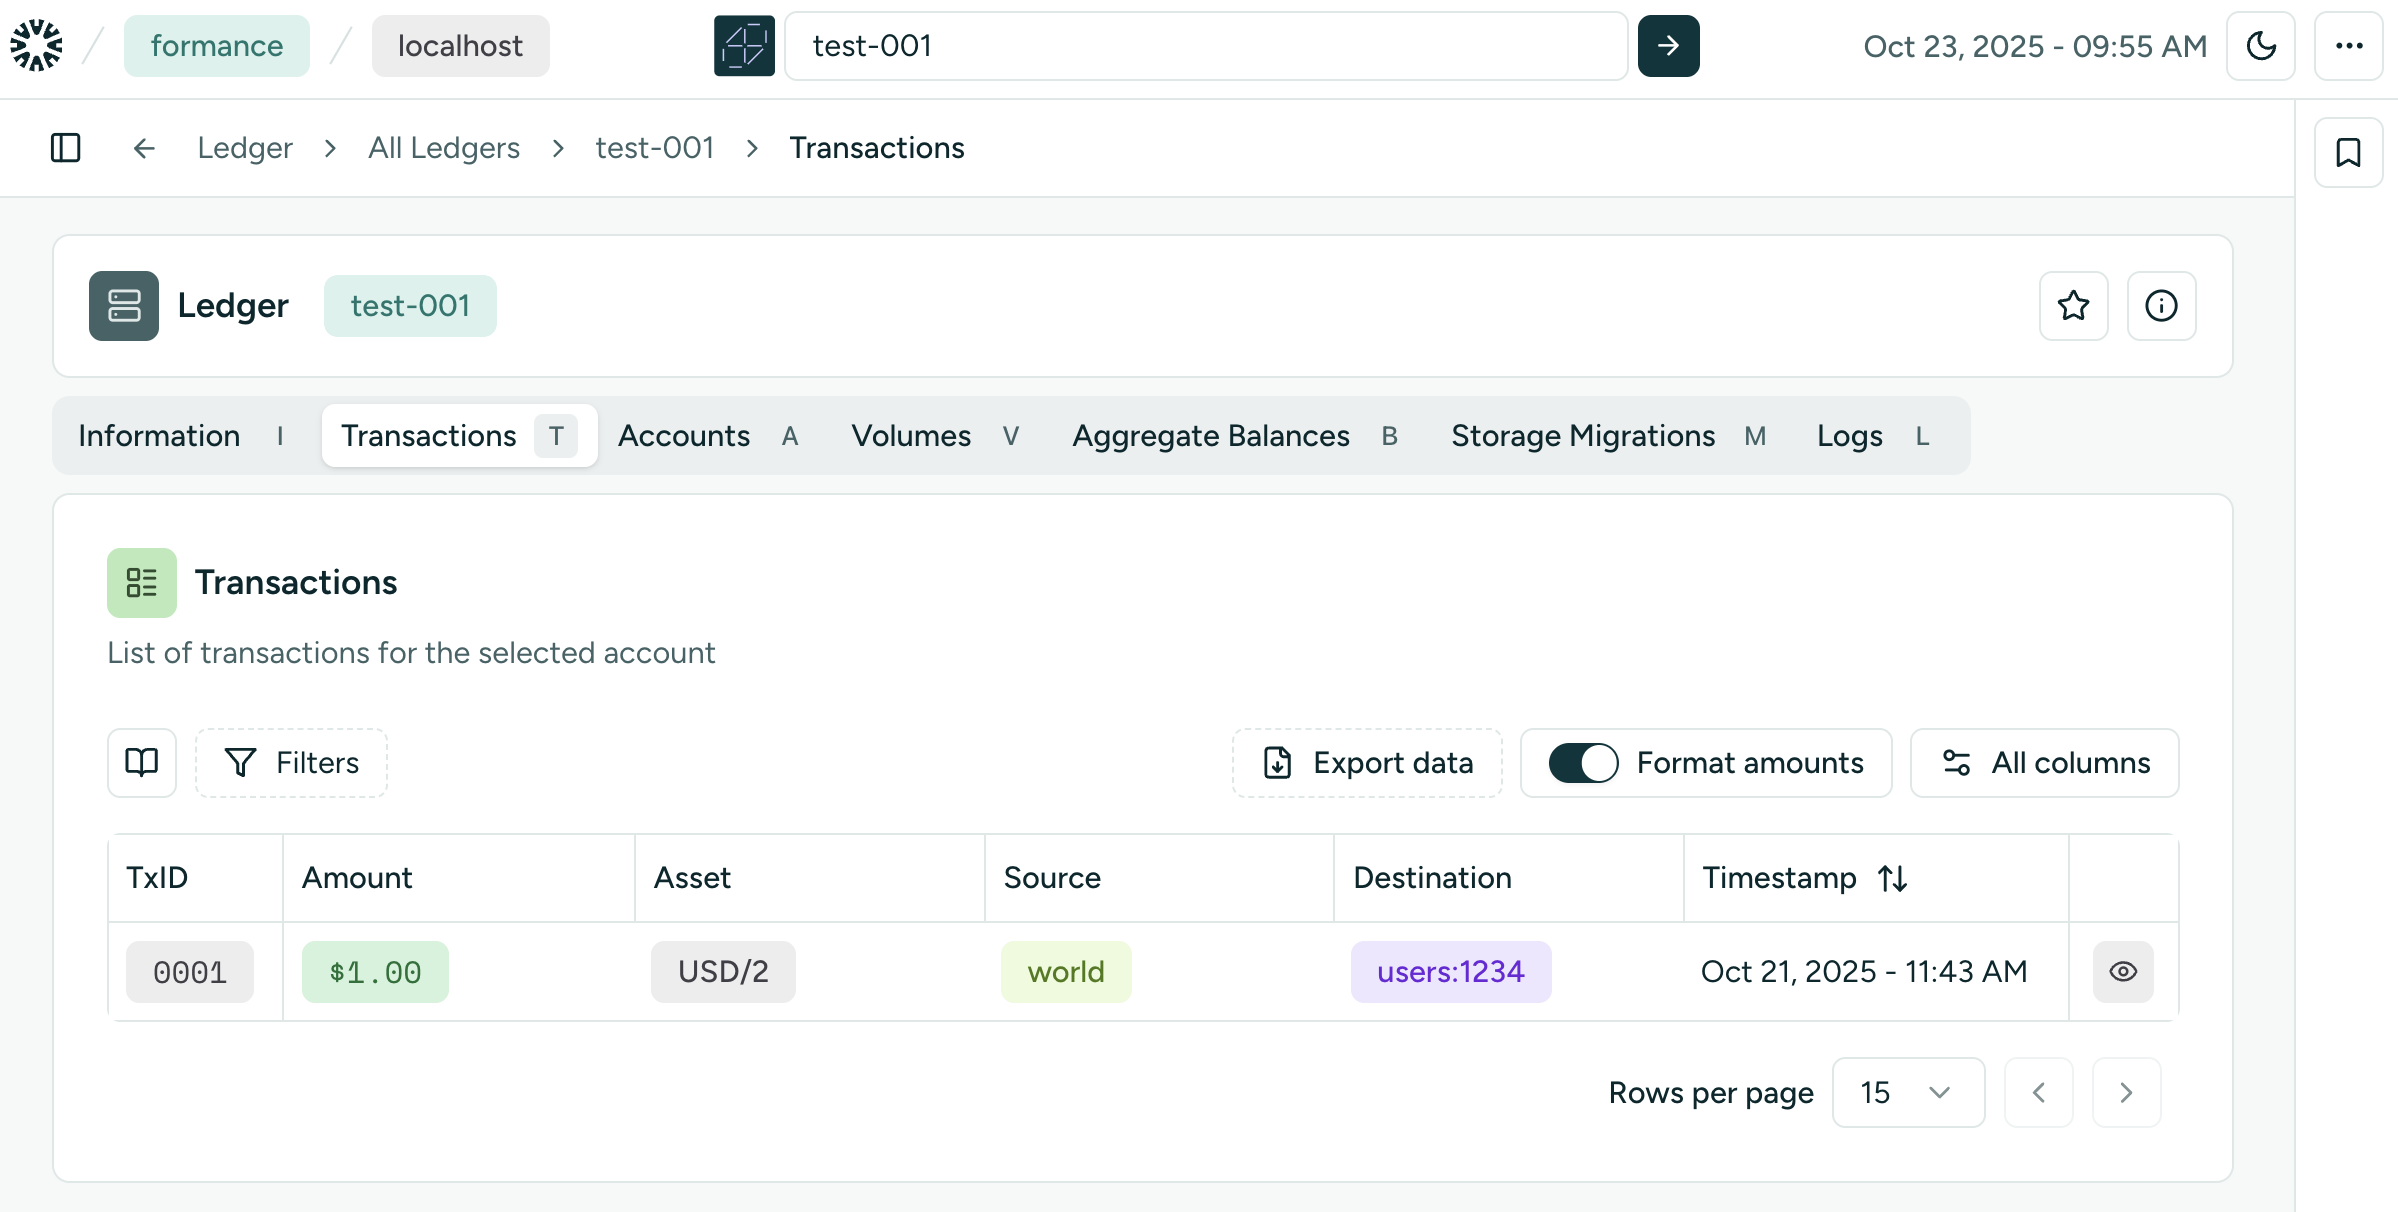 formance localhost test-001 Oct 23, 2025 - 09:55 AM
Ledger All Ledgers test-001 Transactions
Ledger test-001
Information I Transactions T Accounts A Volumes V Aggregate Balances B Storage Migrations M Logs L
Transactions
List of transactions for the selected account
Filters Export data Format amounts All columns
TxID Amount Asset Source Destination Timestamp
0001 $1.00 USD/2 world users:1234 Oct 21, 2025 - 11:43 AM
Rows per page 15